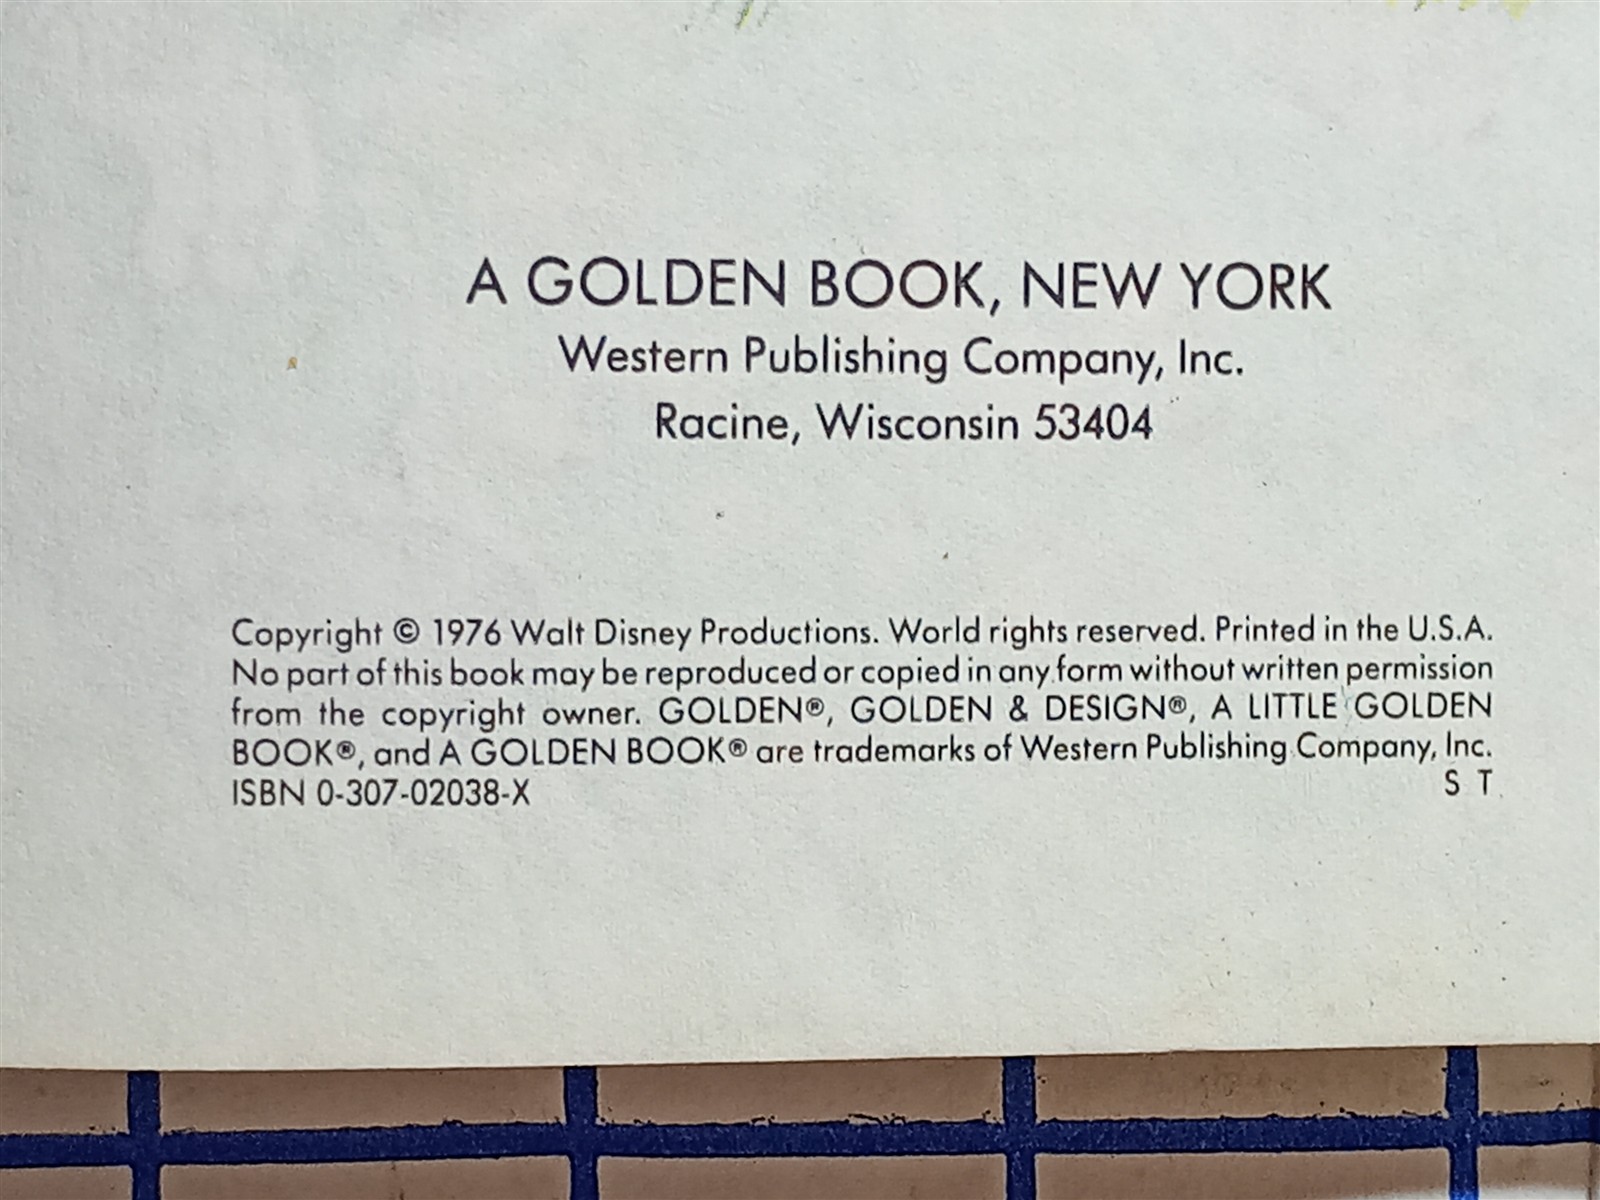 A GOLDEN BOOK, NEW YORK
Western Publishing Company, Inc.
Racine, Wisconsin 53404
Copyright © 1976 Walt Disney Productions. World rights reserved. Printed in the U.S.A.
No part of this book may be reproduced or copied in any form without written permission
from the copyright owner. GOLDEN®, GOLDEN & DESIGN®, A LITTLE GOLDEN
BOOK®, and A GOLDEN BOOK® are trademarks of Western Publishing Company, Inc.
ISBN 0-307-02038-X S T